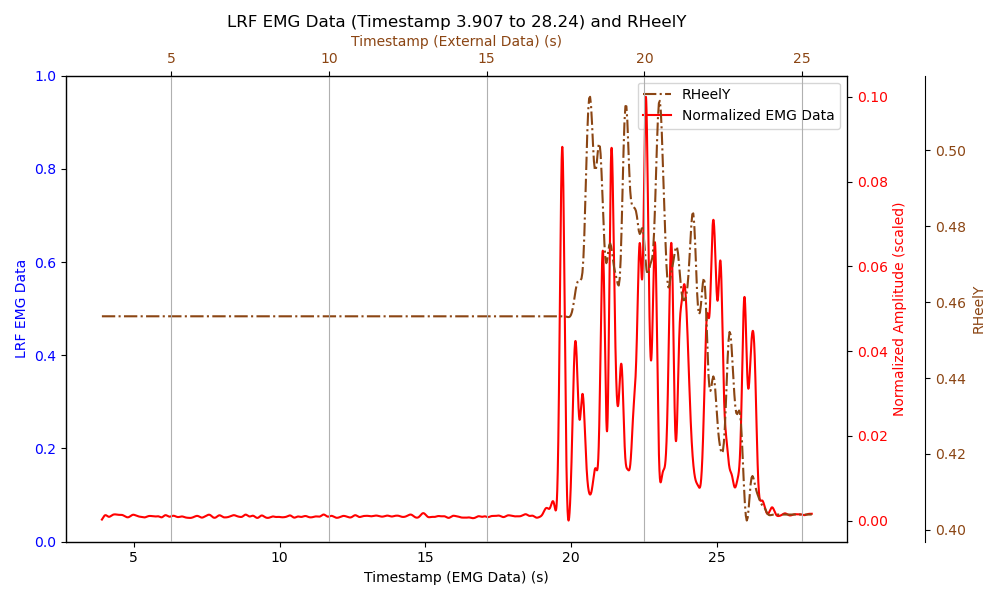 LRF EMG Data (Timestamp 3.907 to 28.24) and RHeelY
Timestamp (External Data) (s)
5 10 15 20 25
RHeelY
Normalized EMG Data
LRF EMG Data
1.0
0.8
0.6
0.4
0.2
0.0
Normalized Amplitude (scaled)
0.10
0.08
0.06
0.04
0.02
0.00
RHeelY
0.50
0.48
0.46
0.44
0.42
0.40
5 10 15 20 25
Timestamp (EMG Data) (s)